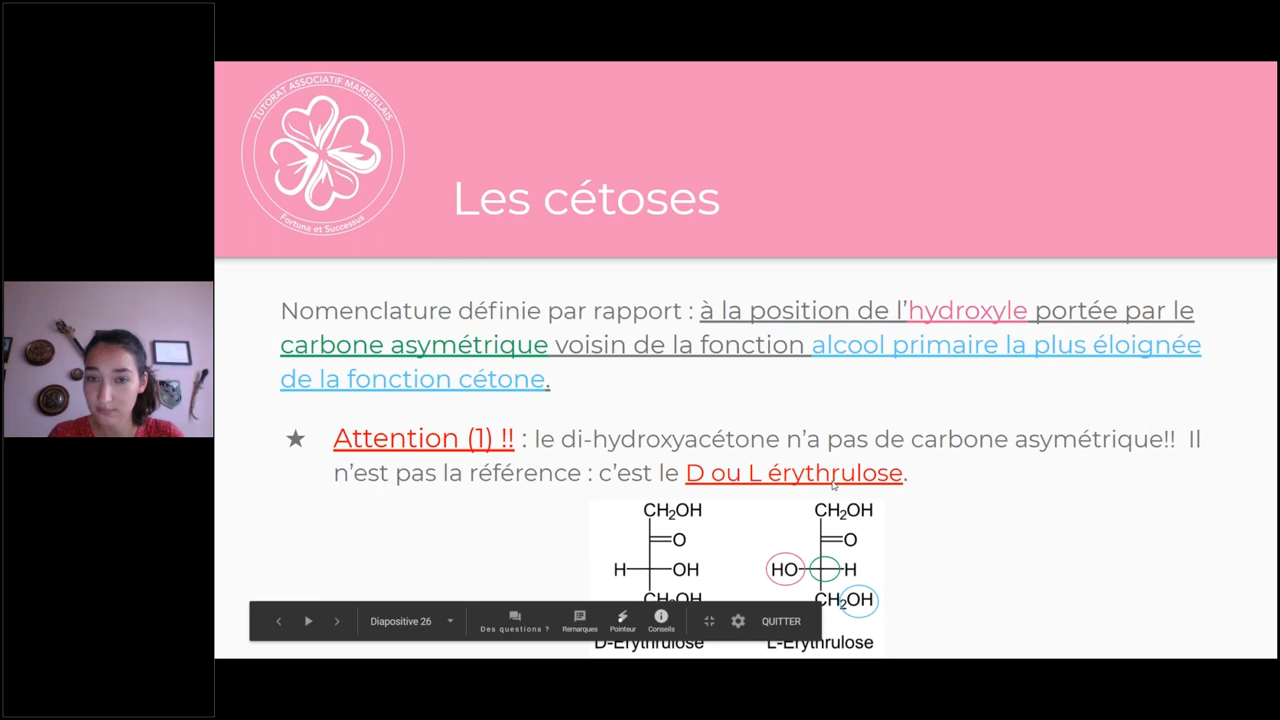 TUTORAT ASSOCIATIF MARSEILLAIS
Fortuna et Successus
Les cétoses
Nomenclature définie par rapport : à la position de l'hydroxyle portée par le
carbone asymétrique voisin de la fonction alcool primaire la plus éloignée
de la fonction cétone.
★ Attention (1) !! : le di-hydroxyacétone n'a pas de carbone asymétrique!! Il
n'est pas la référence : c'est le D ou L érythrulose.
CH2OH CH2OH
O O
H OH HO H
CH2OH CH2OH
Diapositive 26 Des questions ? Remarques Pointeur Conseils QUITTER
D-Erythrulose L-Erythrulose